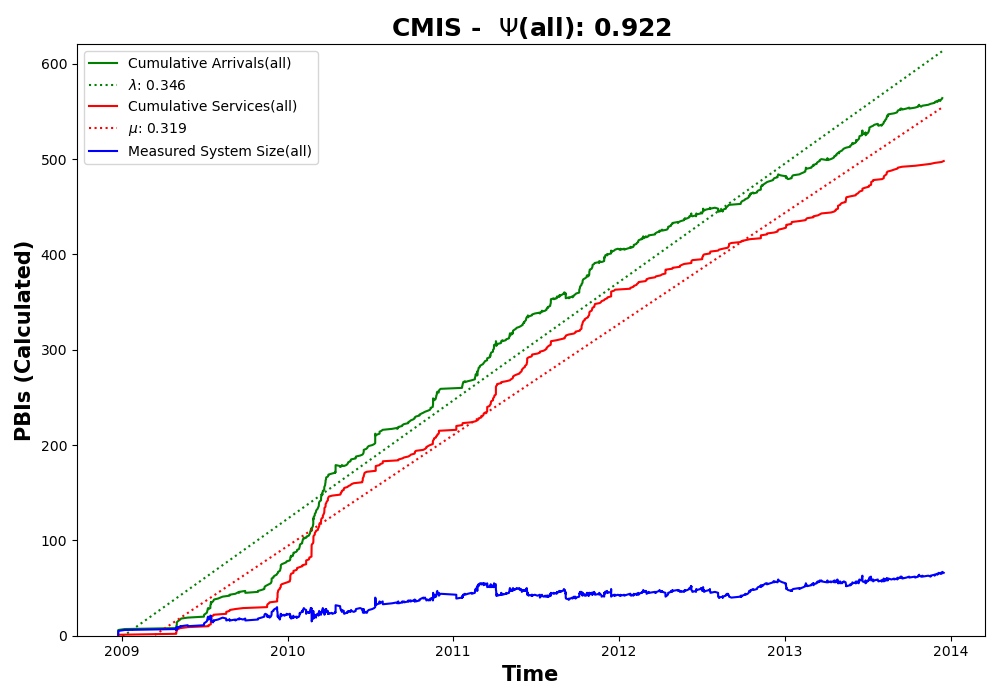 CMIS - Ψ(all): 0.922
Cumulative Arrivals(all)
λ: 0.346
Cumulative Services(all)
μ: 0.319
Measured System Size(all)
PBIs (Calculated)
600
500
400
300
200
100
0
2009 2010 2011 2012 2013 2014
Time